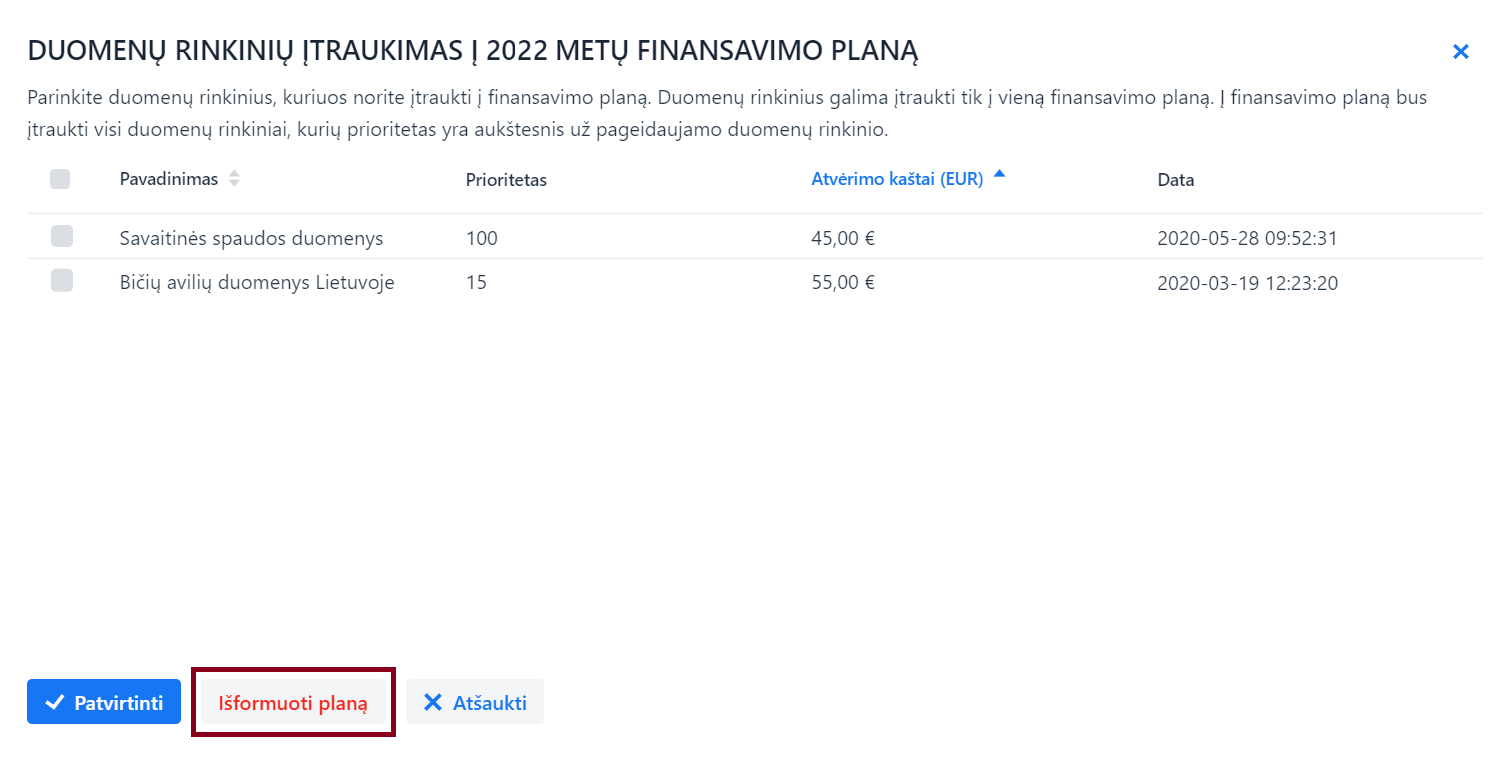 DUOMENŲ RINKINIŲ ĮTRAUKIMAS Į 2022 METŲ FINANSAVIMO PLANĄ
Parinkite duomenų rinkinius, kuriuos norite įtraukti į finansavimo planą. Duomenų rinkinius galima įtraukti tik į vieną finansavimo planą. Į finansavimo planą bus
įtraukti visi duomenų rinkiniai, kurių prioritetas yra aukštesnis už pageidaujamo duomenų rinkinio.
Pavadinimas Prioritetas Atvėrimo kaštai (EUR) Data
Savaitinės spaudos duomenys 100 45,00 € 2020-05-28 09:52:31
Bičių avilių duomenys Lietuvoje 15 55,00 € 2020-03-19 12:23:20
Patvirtinti Išformuoti planą Atšaukti